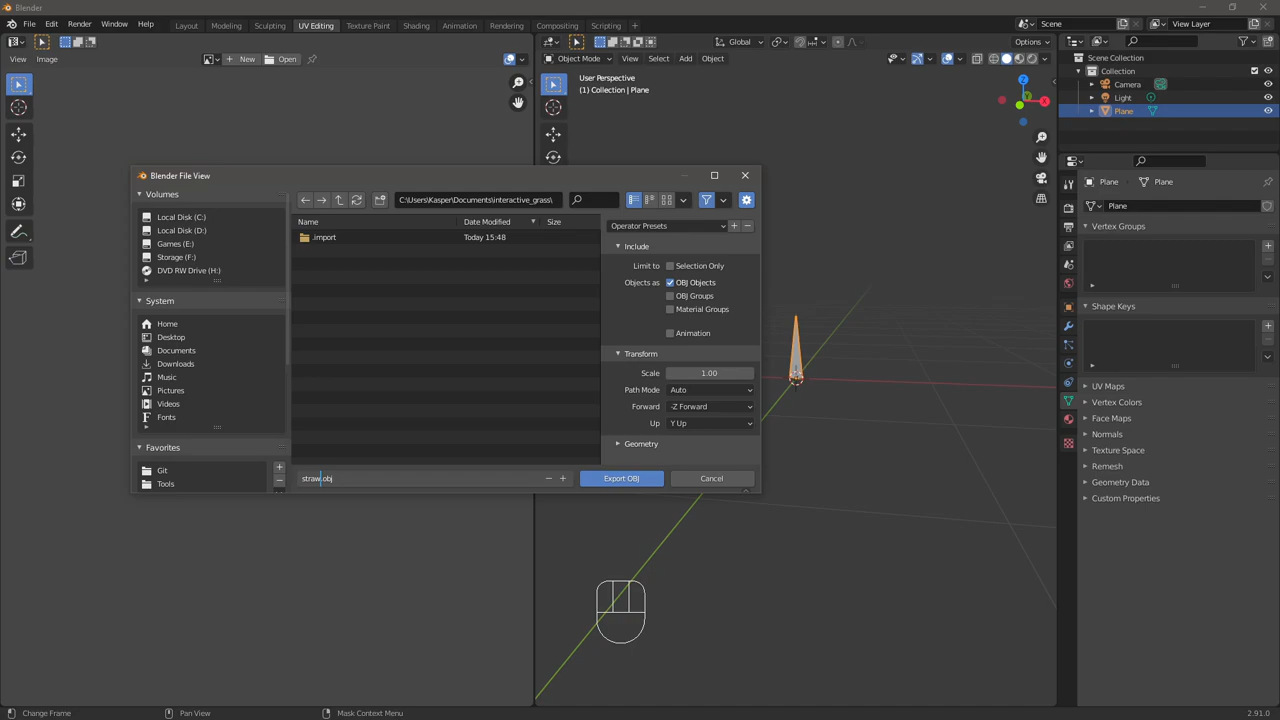 Blender
File Edit Render Window Help Layout Modeling Sculpting UV Editing Texture Paint Shading Animation Rendering Compositing Scripting + Scene View Layer
Global Options
View Image + New Open Object Mode View Select Add Object
User Perspective
(1) Collection | Plane
Scene Collection
Collection
Camera
Light
Plane
Z
Y
X
Blender File View
Volumes
Local Disk (C:)
Local Disk (D:)
Games (E:)
Storage (F:)
DVD RW Drive (H:)
System
Home
Desktop
Documents
Downloads
Music
Pictures
Videos
Fonts
Favorites
Git
Tools
C:\Users\Kasper\Documents\interactive_grass\
Name Date Modified Size
.import Today 15:48
straw.obj
Operator Presets
Include
Limit to Selection Only
Objects as OBJ Objects
OBJ Groups
Material Groups
Animation
Transform
Scale 1.00
Path Mode Auto
Forward -Z Forward
Up Y Up
Geometry
Export OBJ Cancel
Plane Plane
Plane
Vertex Groups
Shape Keys
UV Maps
Vertex Colors
Face Maps
Normals
Texture Space
Remesh
Geometry Data
Custom Properties
Change Frame Pan View Mask Context Menu 2.91.0